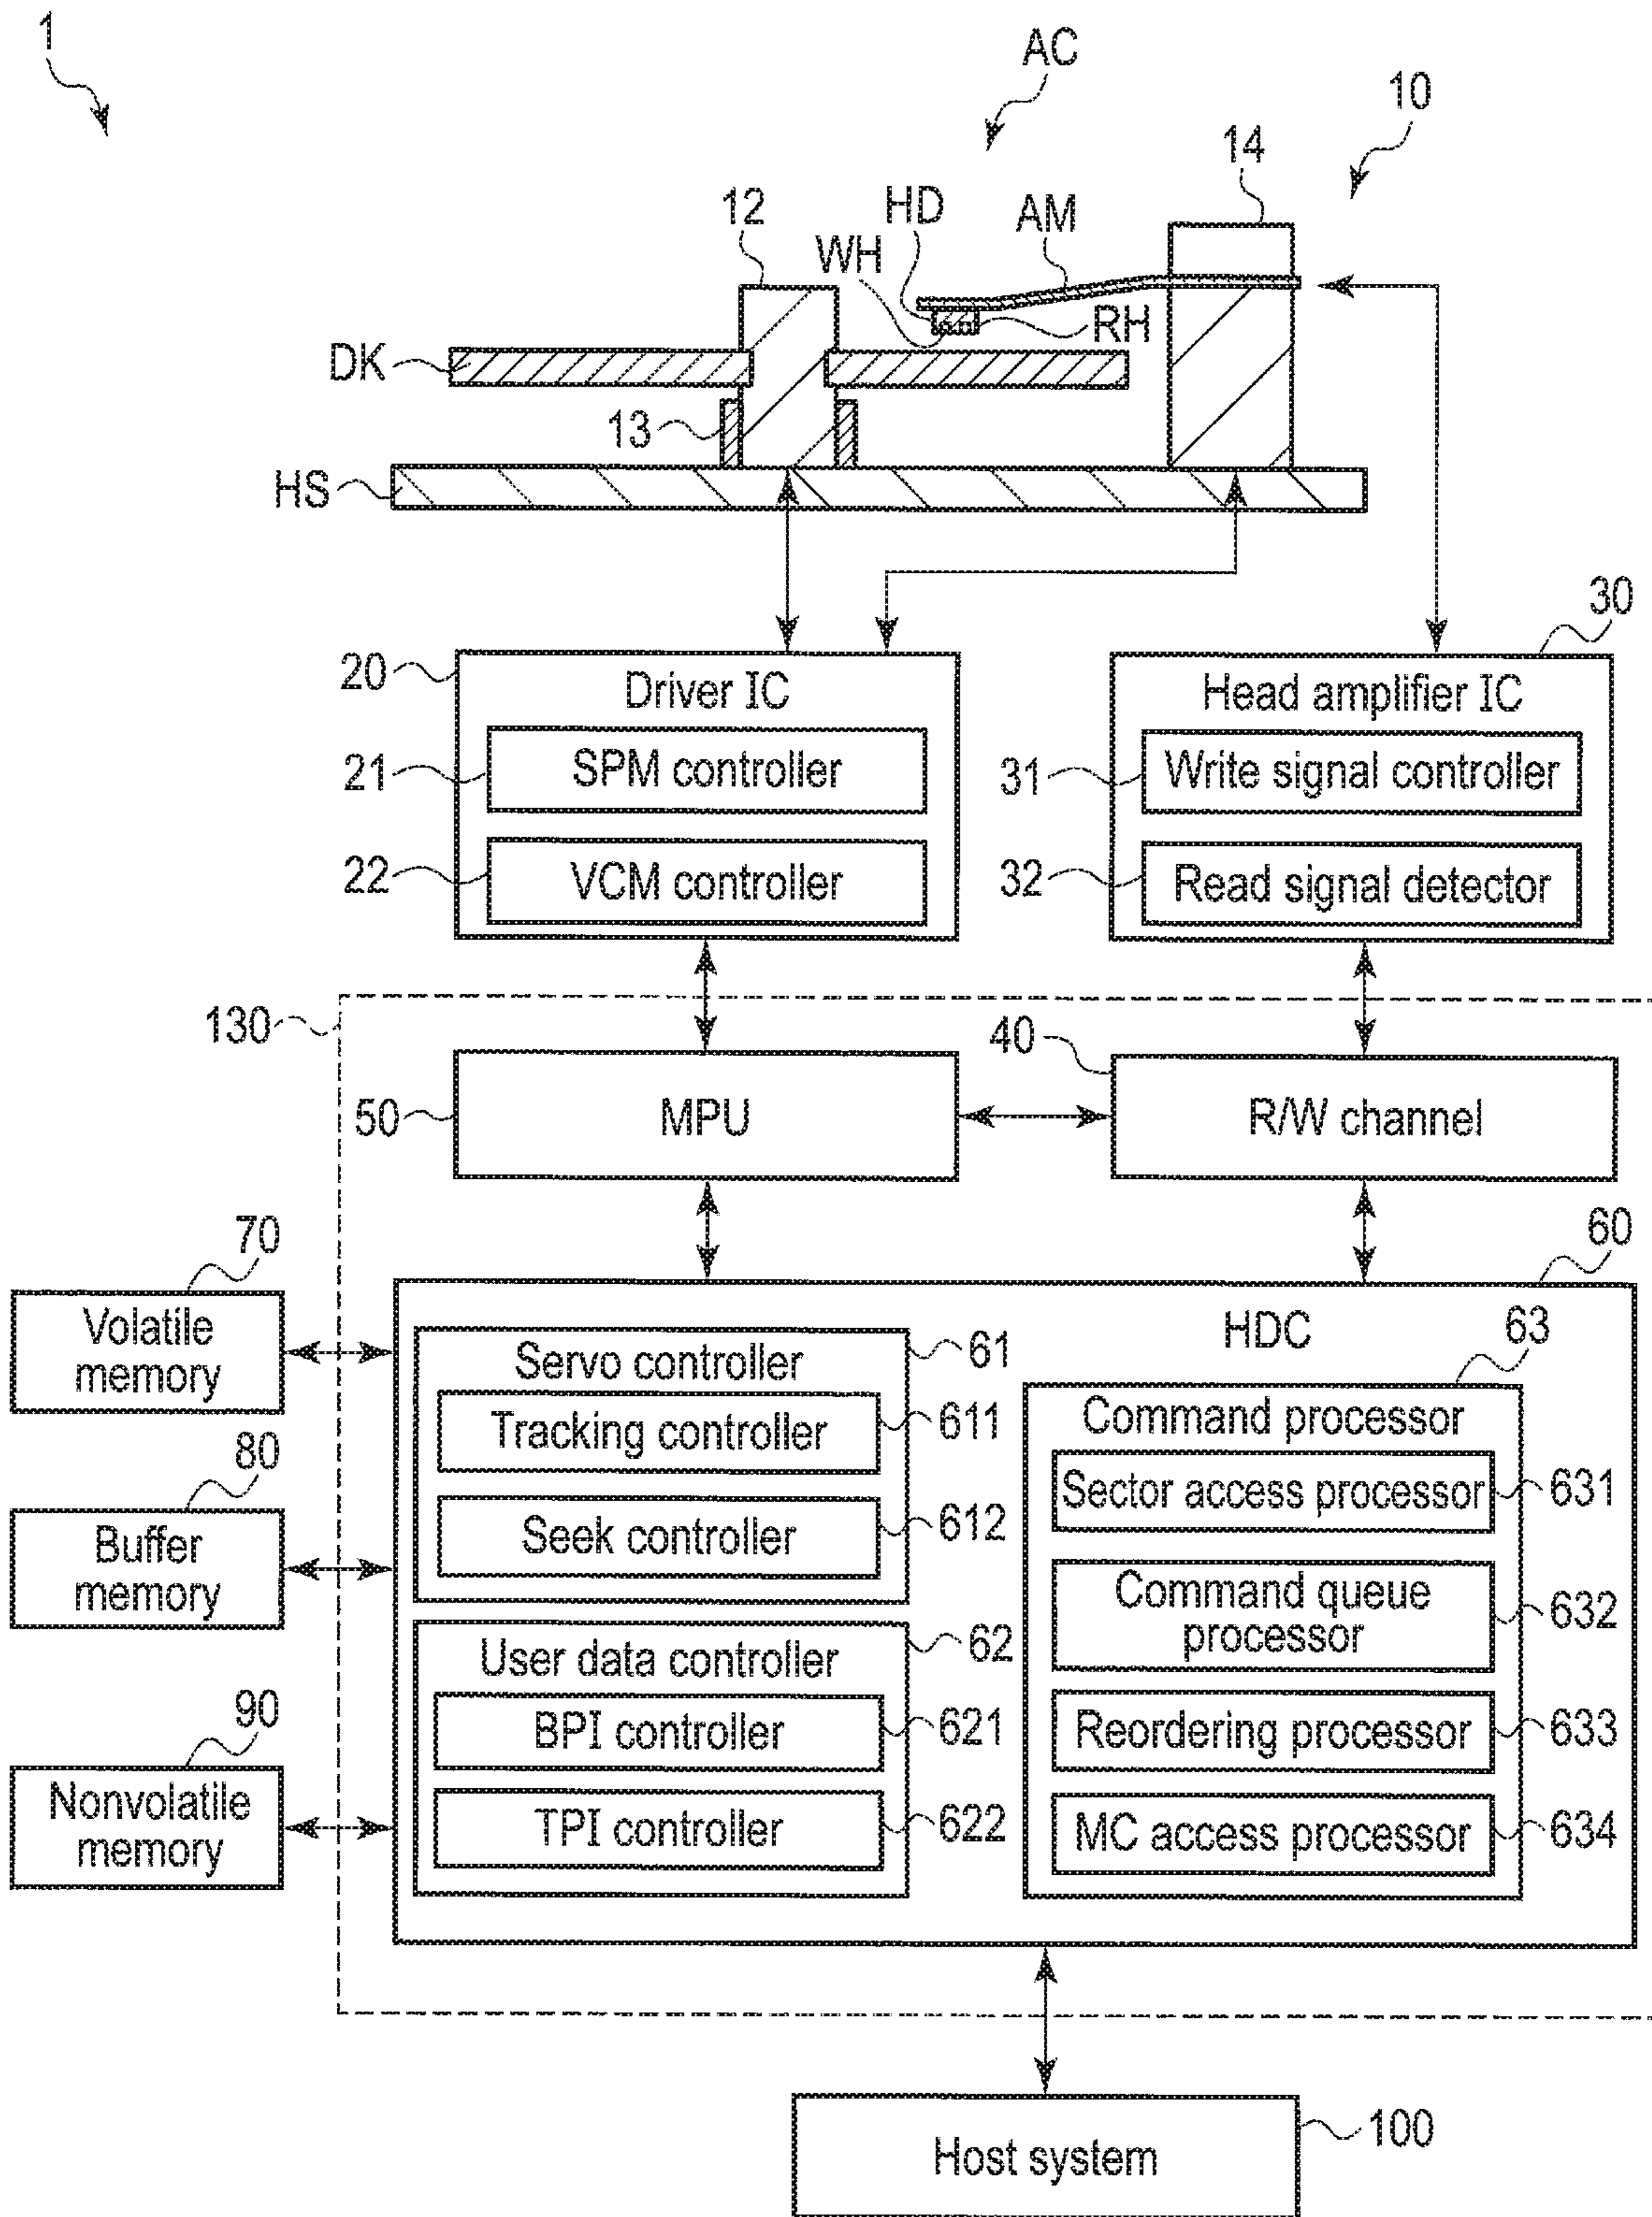 1
AC
10
14
12
HD
AM
WH
RH
DK
13
HS
30
20
Driver IC
Head amplifier IC
21
SPM controller
31
Write signal controller
22
VCM controller
32
Read signal detector
130
40
50
MPU
R/W channel
70
60
Volatile
memory
HDC
63
Servo controller
61
Tracking controller
611
Command processor
80
Sector access processor
631
Buffer
memory
Seek controller
612
Command queue
processor
632
User data controller
62
90
BPI controller
621
Reordering processor
633
Nonvolatile
memory
TPI controller
622
MC access processor
634
Host system
100